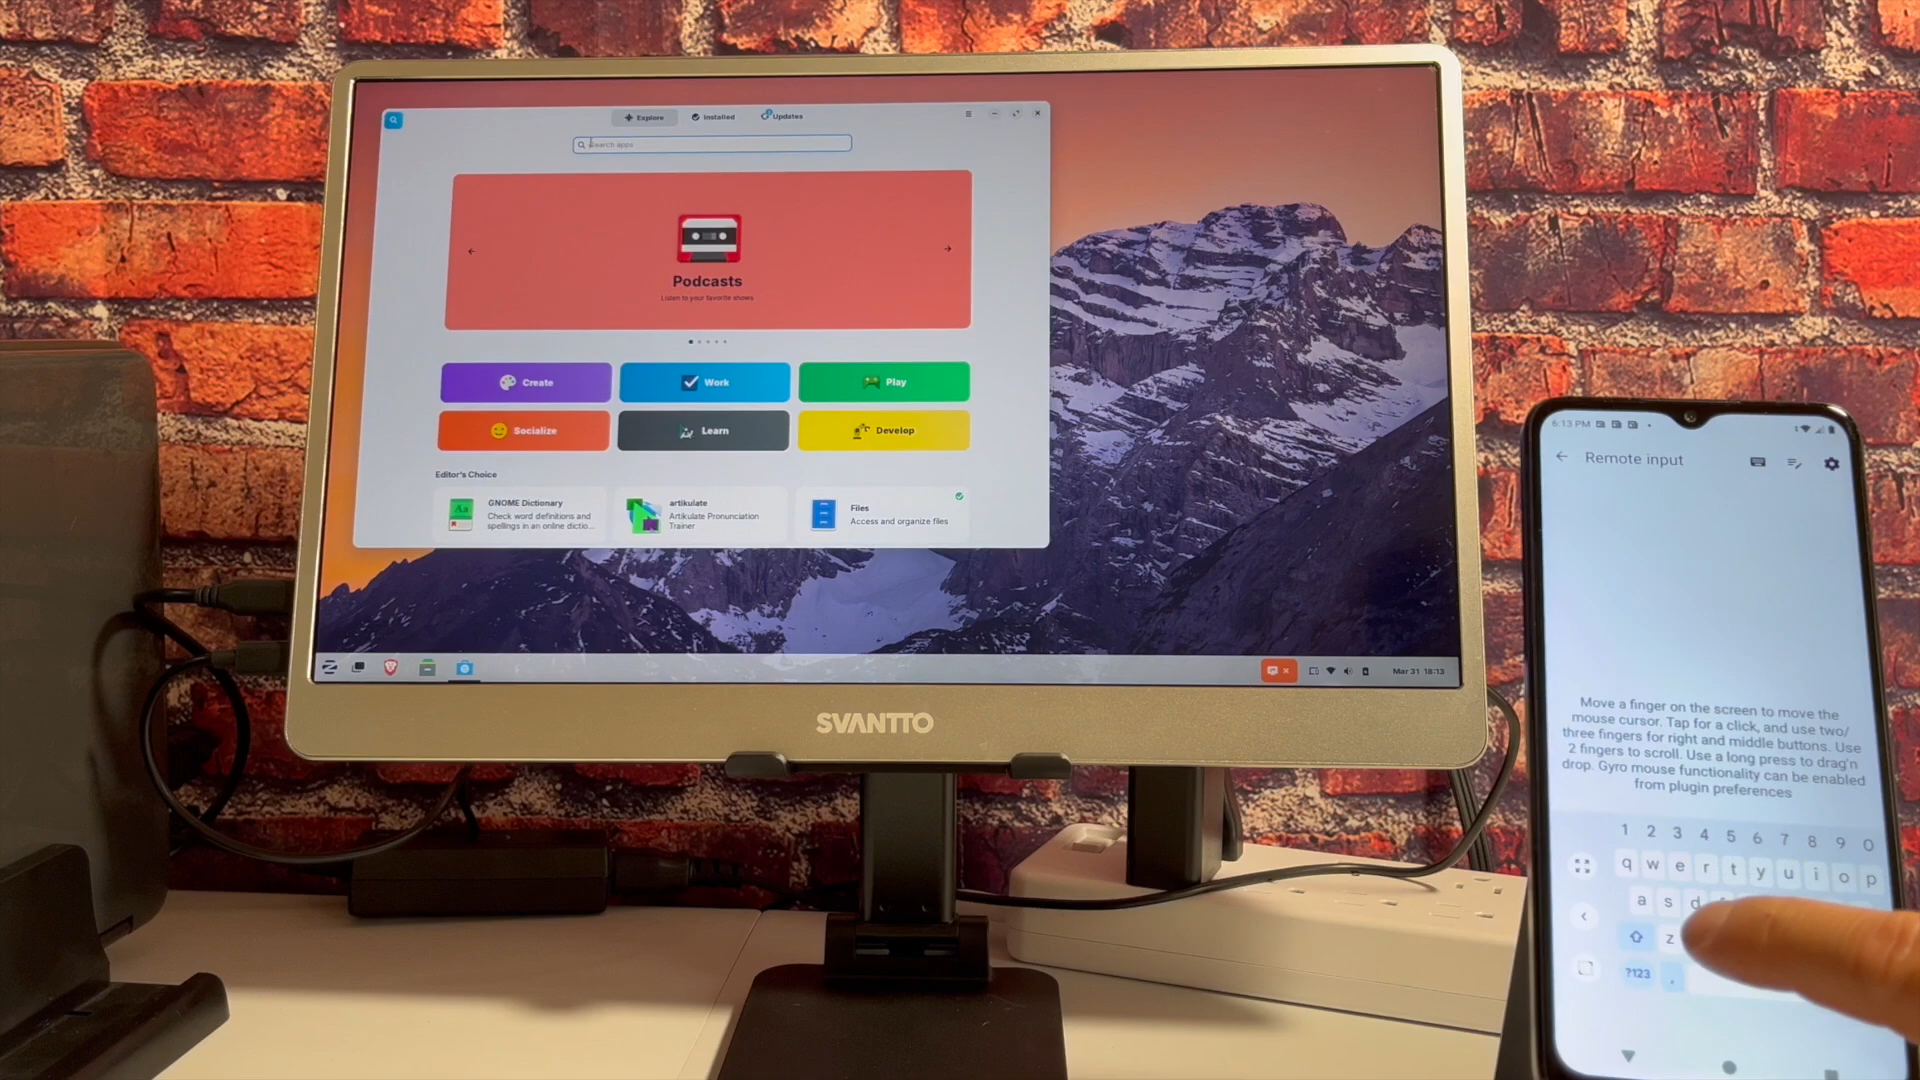 Explore
Installed
Updates
Search apps
Podcasts
Listen to your favorite shows
Create
Work
Play
Socialize
Learn
Develop
Editor's Choice
GNOME Dictionary
Check word definitions and
spellings in an online dictio...
artikulate
Artikulate Pronunciation
Trainer
Files
Access and organize files
Mar 31 18:13
SVANTTO
6:13 PM
Remote input
Move a finger on the screen to move the
mouse cursor. Tap for a click, and use two/
three fingers for right and middle buttons. Use
2 fingers to scroll. Use a long press to drag'n
drop. Gyro mouse functionality can be enabled
from plugin preferences
1 2 3 4 5 6 7 8 9 0
q w e r t y u i o p
a s d
z
?123 ,